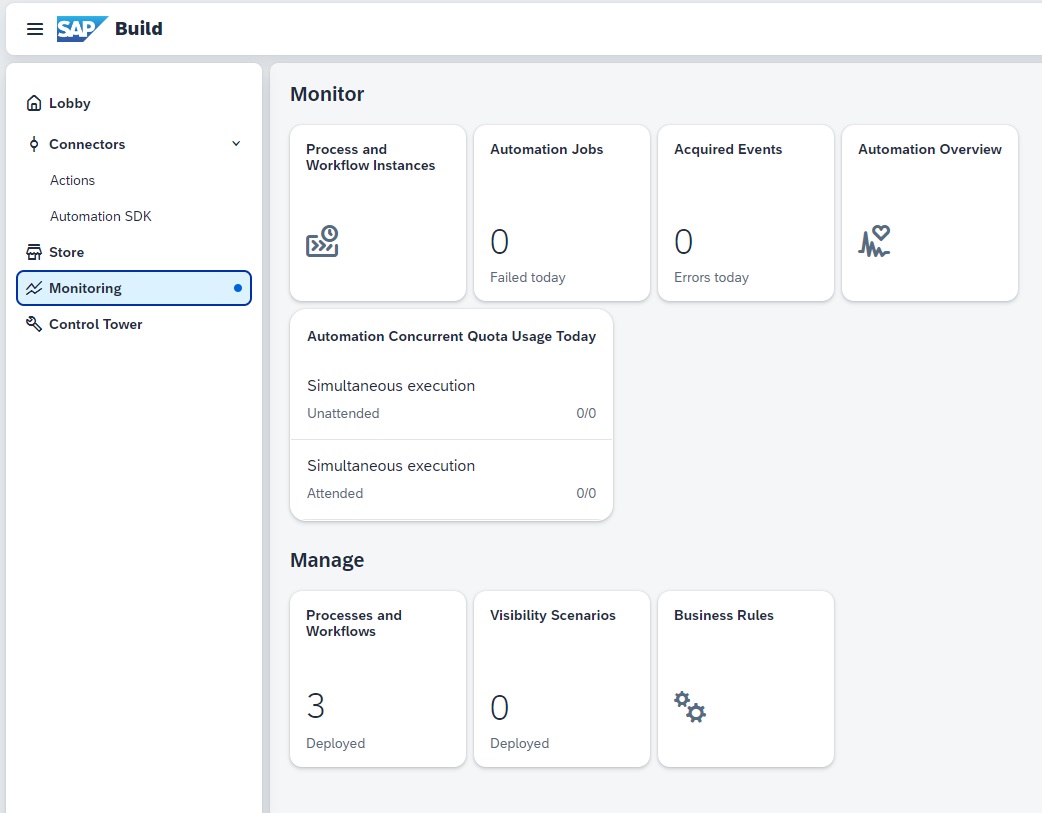 SAP Build
Lobby
Connectors
Actions
Automation SDK
Store
Monitoring
Control Tower
Monitor
Process and
Workflow Instances
Automation Jobs
0
Failed today
Acquired Events
0
Errors today
Automation Overview
Automation Concurrent Quota Usage Today
Simultaneous execution
Unattended 0/0
Simultaneous execution
Attended 0/0
Manage
Processes and
Workflows
3
Deployed
Visibility Scenarios
0
Deployed
Business Rules